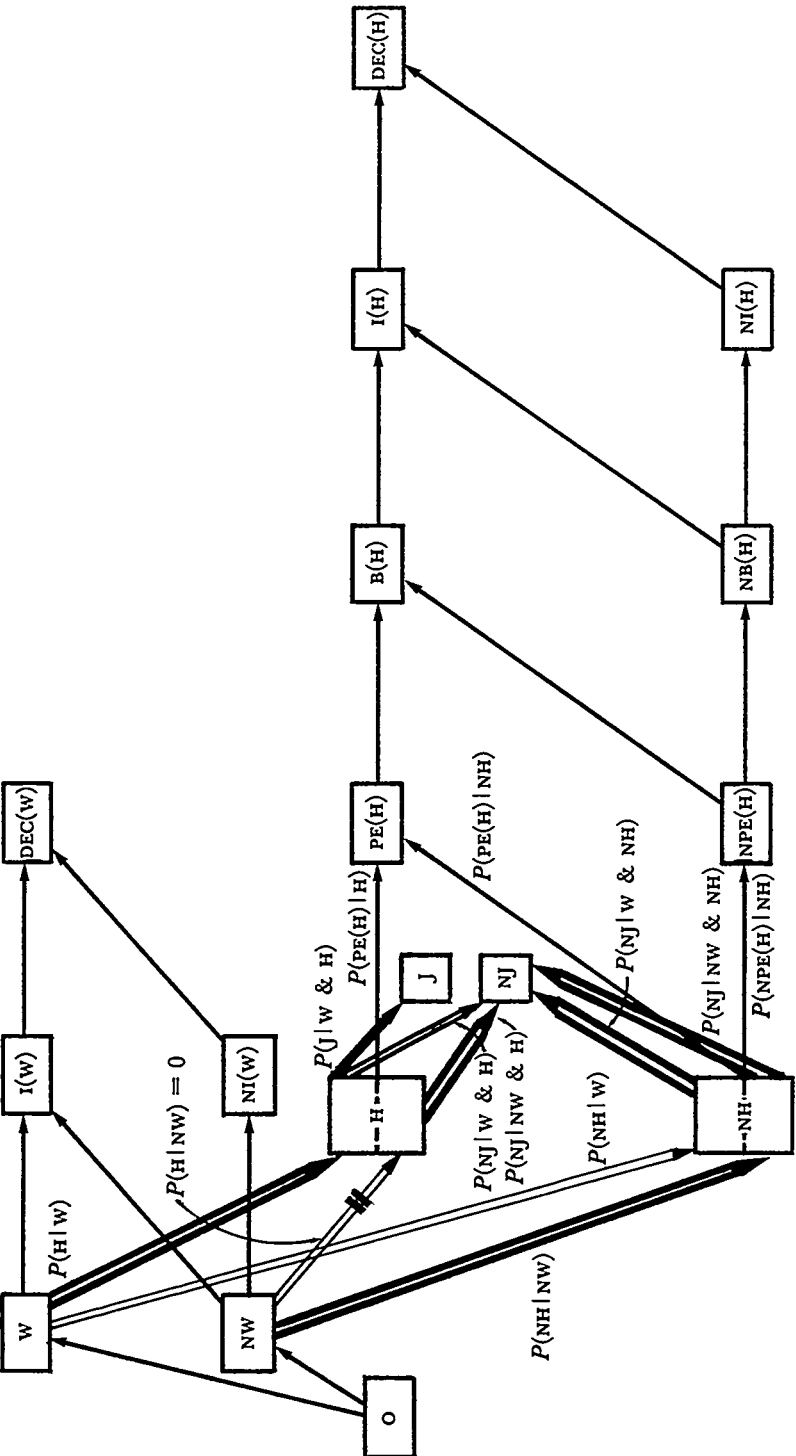 DEC(H)
I(H)
NI(H)
B(H)
NB(H)
DEC(W)
PE(H)
P(PE(H)|NH)
NPE(H)
P(PE(H)|H)
P(J|W & H)
J
NJ
P(NJ|W & NH)
P(NJ|NW & NH)
P(NPE(H)|NH)
I(W)
NI(W)
P(H|NW) = 0
H
P(NJ|W & H)
P(NJ|NW & H)
P(NH|W)
NH
P(H|W)
W
NW
P(NH|NW)
O